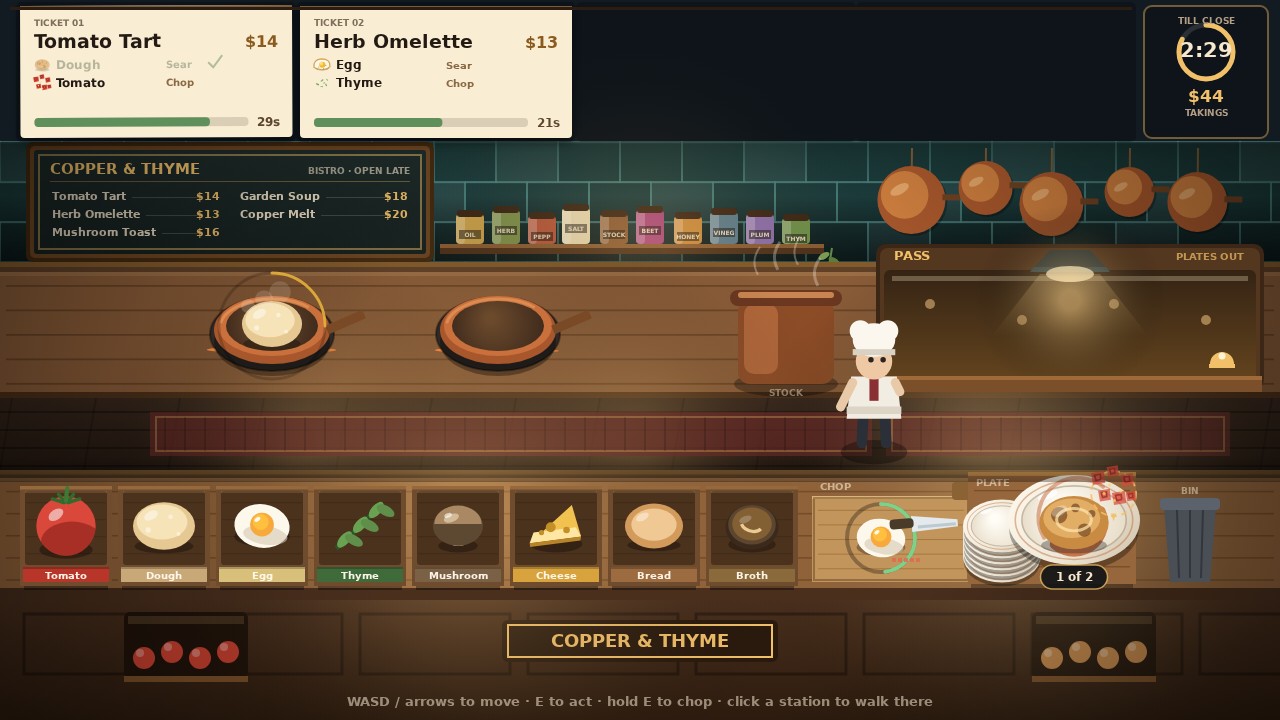 TICKET 01
Tomato Tart $14
Dough Sear
Tomato Chop
29s
TICKET 02
Herb Omelette $13
Egg Sear
Thyme Chop
21s
TILL CLOSE
2:29
$44
TAKINGS
COPPER & THYME BISTRO · OPEN LATE
Tomato Tart $14 Garden Soup $18
Herb Omelette $13 Copper Melt $20
Mushroom Toast $16
OIL HERB PEPP SALT STOCK BEET HONEY VINEG PLUM THYM
PASS PLATES OUT
STOCK
CHOP
PLATE
BIN
Tomato Dough Egg Thyme Mushroom Cheese Bread Broth
1 of 2
COPPER & THYME
WASD / arrows to move · E to act · hold E to chop · click a station to walk there